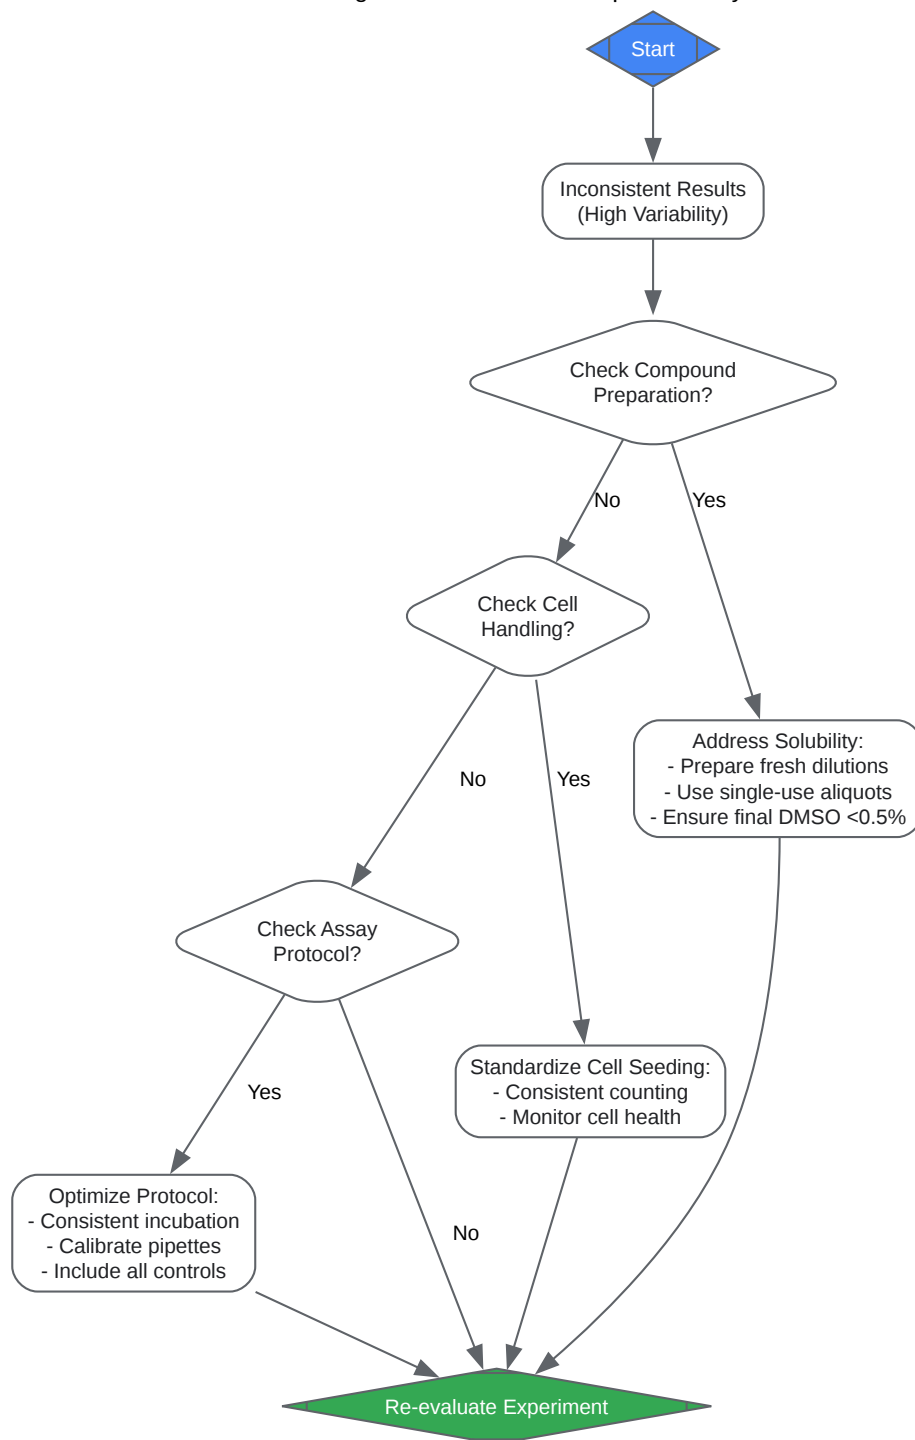 Start
Inconsistent Results
(High Variability)
Check Compound
Preparation?
No
Yes
Check Cell
Handling?
Address Solubility:
- Prepare fresh dilutions
- Use single-use aliquots
- Ensure final DMSO <0.5%
No
Yes
Check Assay
Protocol?
Standardize Cell Seeding:
- Consistent counting
- Monitor cell health
Yes
Optimize Protocol:
- Consistent incubation
- Calibrate pipettes
- Include all controls
No
Re-evaluate Experiment